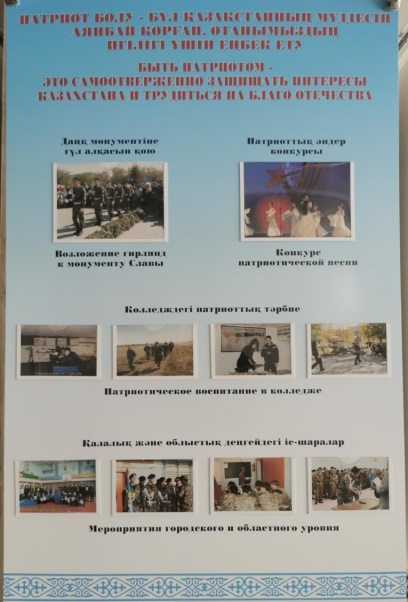 ПАТРИОТ БОЛУ - БҰЛ ҚАЗАҚСТАННЫҢ МҮДДЕСІН
АЯНБАЙ ҚОРҒАП, ОТАНЫМЫЗДЫҢ
ИГІЛІГІ ҮШІН ЕҢБЕК ЕТУ
БЫТЬ ПАТРИОТОМ -
ЭТО САМООТВЕРЖЕННО ЗАЩИЩАТЬ ИНТЕРЕСЫ
КАЗАХСТАНА И ТРУДИТЬСЯ НА БЛАГО ОТЕЧЕСТВА
Даңқ монументіне
гүл алқасын қою
Возложение гирлянд
к монументу Славы
Патриоттық әндер
конкурсы
Конкурс
патриотической песни
Колледждегі патриоттық тәрбие
Патриотическое воспитание в колледже
Қалалық және облыстық деңгейдегі іс-шаралар
Мероприятия городского и областного уровня